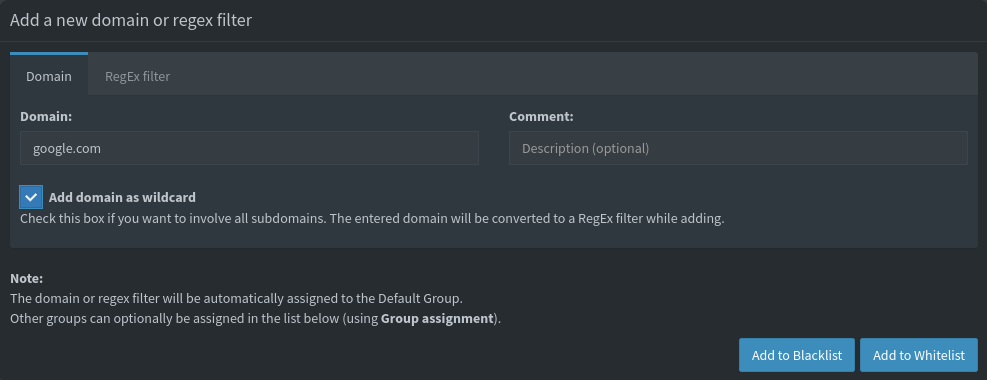 Add a new domain or regex filter
Domain
RegEx filter
Domain:
Comment:
google.com
Description (optional)
Add domain as wildcard
Check this box if you want to involve all subdomains. The entered domain will be converted to a RegEx filter while adding.
Note:
The domain or regex filter will be automatically assigned to the Default Group.
Other groups can optionally be assigned in the list below (using Group assignment).
Add to Blacklist
Add to Whitelist